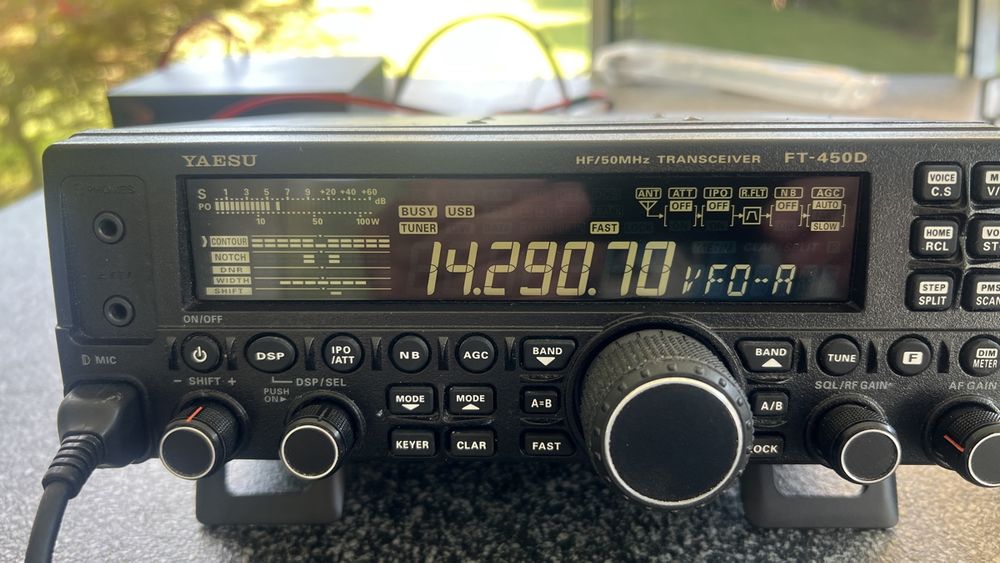 YAESU
HF/50MHz TRANSCEIVER FT-450D
PHONES
S 1 3 5 7 9 +20 +40 +60 dB
PO 10 50 100W
BUSY USB
TUNER
FAST
ANT ATT IPO R.FLT NB AGC
OFF OFF OFF AUTO
SLOW
CONTOUR
NOTCH
DNR
WIDTH
SHIFT
14.290.70 VFO-A
VOICE
C.S
HOME
RCL
STEP
SPLIT
PMS
SCAN
ON/OFF
DSP
IPO
/ATT
NB
AGC
BAND
BAND
TUNE
F
DIM
METER
MIC
− SHIFT +
DSP/SEL
PUSH
ON
MODE
MODE
A=B
A/B
SQL/RF GAIN
AF GAIN
KEYER
CLAR
FAST
LOCK